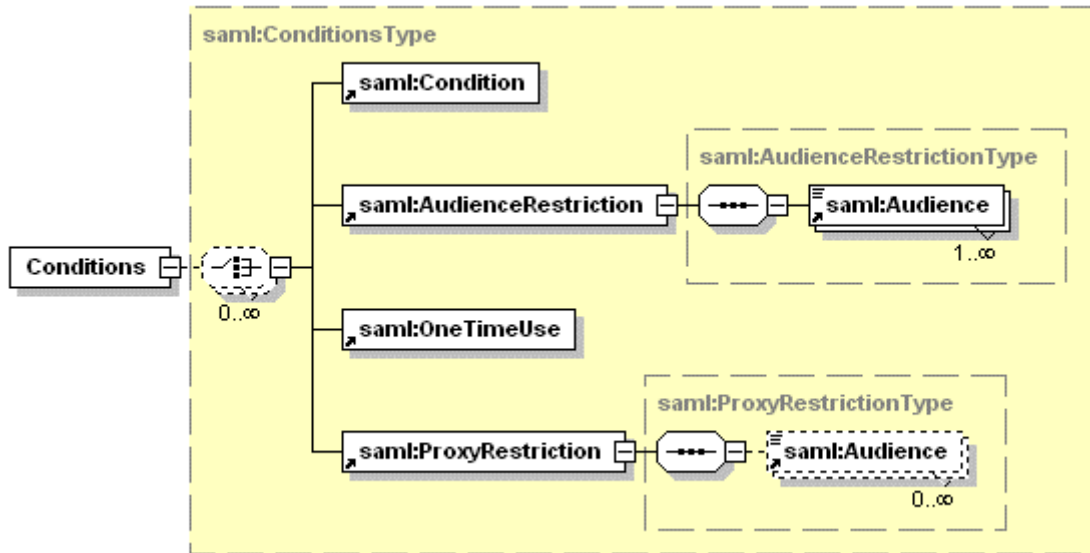 saml:ConditionsType
saml:Condition
saml:AudienceRestrictionType
saml:AudienceRestriction
saml:Audience
1..∞
Conditions
0..∞
saml:OneTimeUse
saml:ProxyRestrictionType
saml:ProxyRestriction
saml:Audience
0..∞